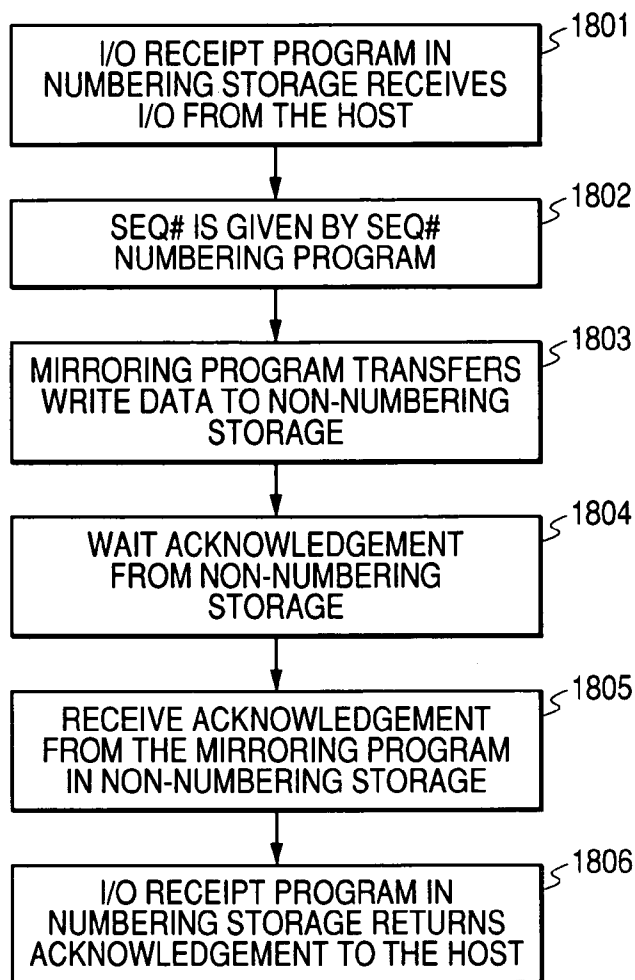 1801
I/O RECEIPT PROGRAM IN
NUMBERING STORAGE RECEIVES
I/O FROM THE HOST
1802
SEQ# IS GIVEN BY SEQ#
NUMBERING PROGRAM
1803
MIRRORING PROGRAM TRANSFERS
WRITE DATA TO NON-NUMBERING
STORAGE
1804
WAIT ACKNOWLEDGEMENT
FROM NON-NUMBERING
STORAGE
1805
RECEIVE ACKNOWLEDGEMENT
FROM THE MIRRORING PROGRAM
IN NON-NUMBERING STORAGE
1806
I/O RECEIPT PROGRAM IN
NUMBERING STORAGE RETURNS
ACKNOWLEDGEMENT TO THE HOST